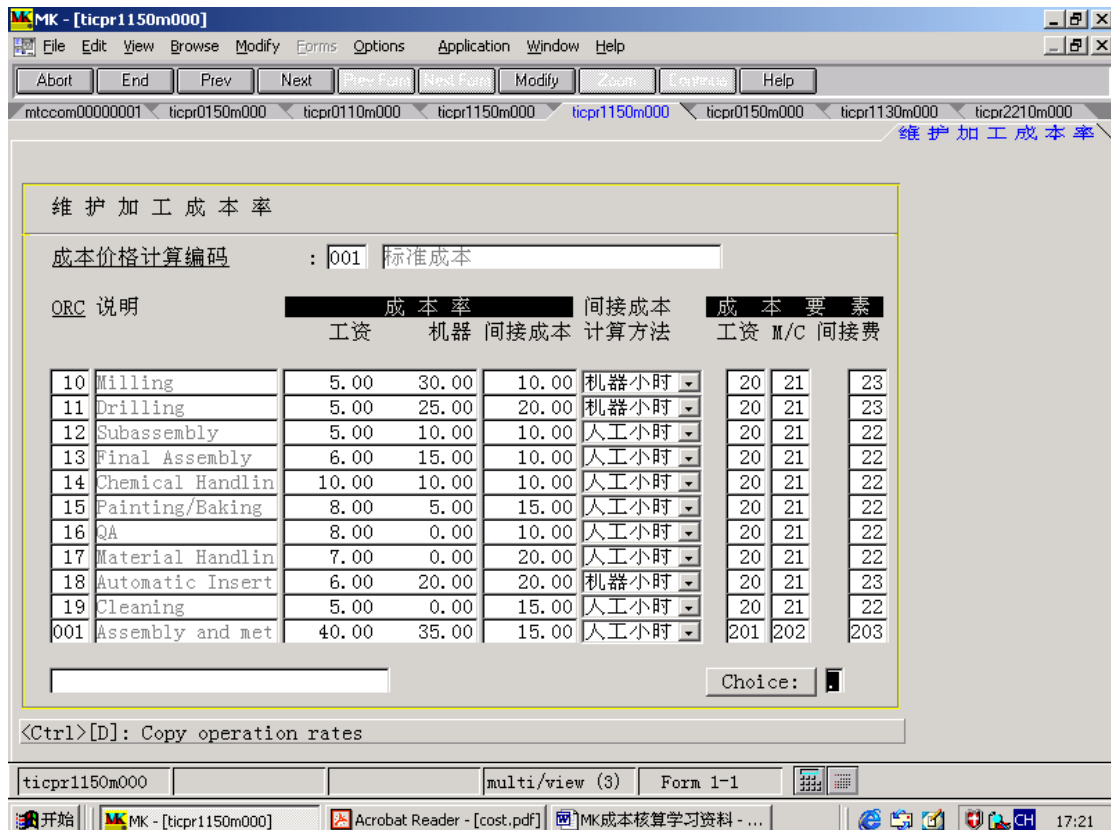 MK MK - [ticpr1150m000]
File Edit View Browse Modify Forms Options Application Window Help
Abort End Prev Next Prev Form Next Form Modify Zoom Continue Help
mtccom00000001 ticpr0150m000 ticpr0110m000 ticpr1150m000 ticpr1150m000 ticpr0150m000 ticpr1130m000 ticpr2210m000
维护加工成本率
维护加工成本率
成本价格计算编码 : 001 标准成本
ORC 说明 成本率 间接成本 成本要素
工资 机器 间接成本 计算方法 工资 M/C 间接费
10 Milling 5.00 30.00 10.00 机器小时 20 21 23
11 Drilling 5.00 25.00 20.00 机器小时 20 21 23
12 Subassembly 5.00 10.00 10.00 人工小时 20 21 22
13 Final Assembly 6.00 15.00 10.00 人工小时 20 21 22
14 Chemical Handlin 10.00 10.00 10.00 人工小时 20 21 22
15 Painting/Baking 8.00 5.00 15.00 人工小时 20 21 22
16 QA 8.00 0.00 10.00 人工小时 20 21 22
17 Material Handlin 7.00 0.00 20.00 人工小时 20 21 22
18 Automatic Insert 6.00 20.00 20.00 机器小时 20 21 23
19 Cleaning 5.00 0.00 15.00 人工小时 20 21 22
001 Assembly and met 40.00 35.00 15.00 人工小时 201 202 203
Choice: .
<Ctrl>[D]: Copy operation rates
ticpr1150m000 multi/view (3) Form 1-1
开始 MK MK - [ticpr1150m000] Acrobat Reader - [cost.pdf] MK成本核算学习资料 - ... CH 17:21